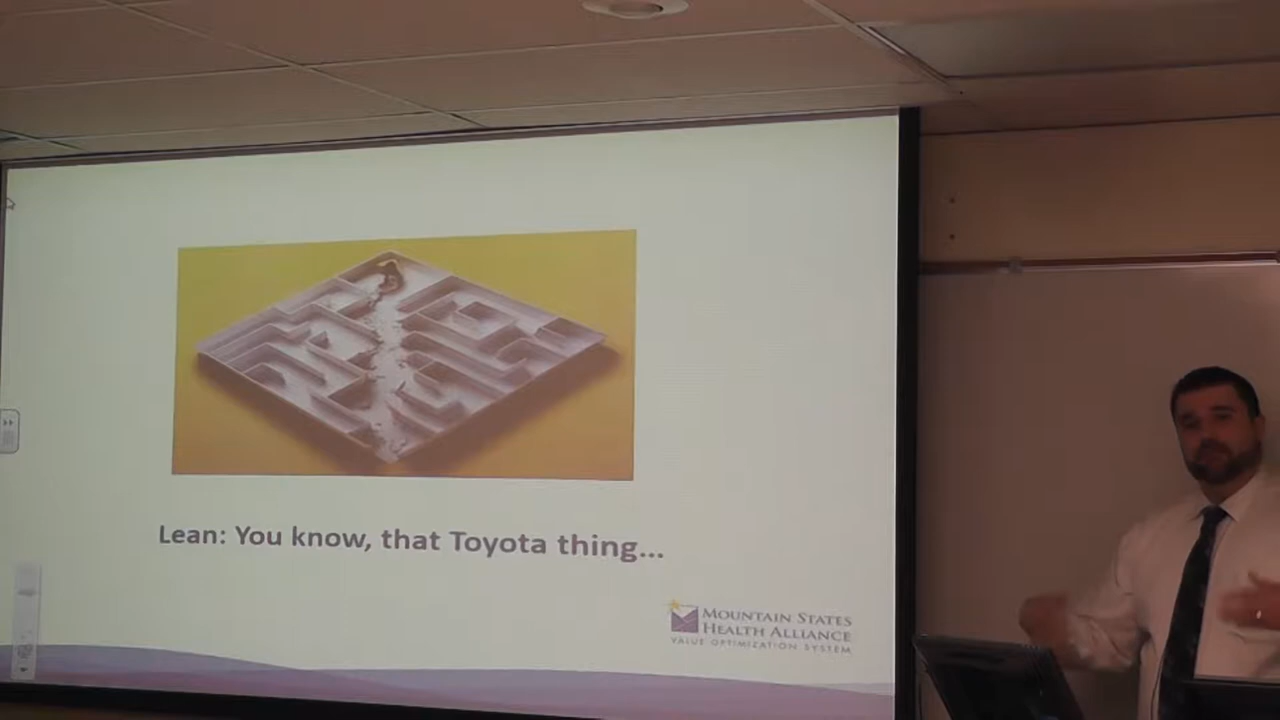 Lean: You know, that Toyota thing...
MOUNTAIN STATES
HEALTH ALLIANCE
VALUE OPTIMIZATION SYSTEM